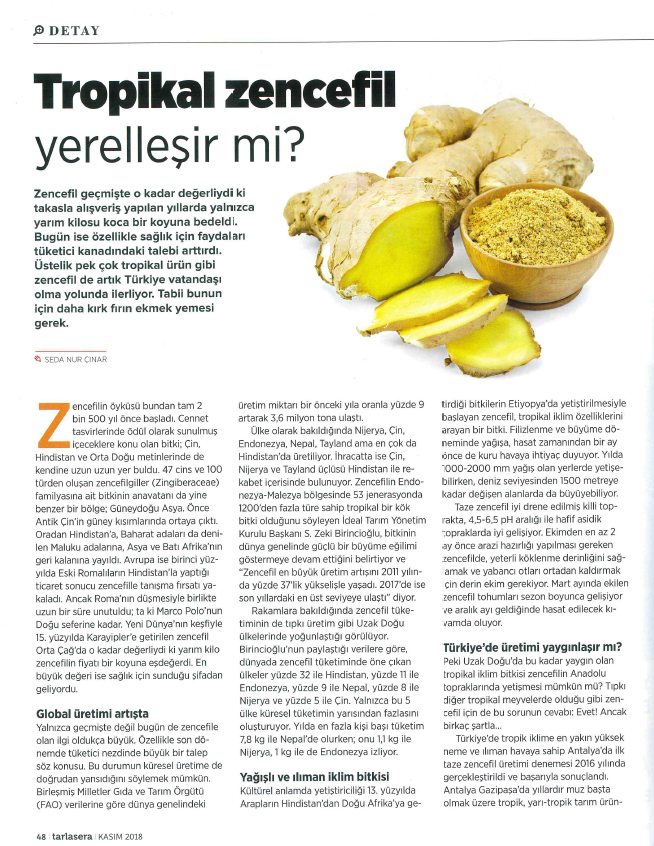 DETAY
Tropikal zencefil
yerelleşir mi?
Zencefil geçmişte o kadar değerliydi ki
takasla alışveriş yapılan yıllarda yalnızca
yarım kilosu koca bir koyuna bedeldi.
Bugün ise özellikle sağlık için faydaları
tüketici kanadındaki talebi arttırdı.
Üstelik pek çok tropikal ürün gibi
zencefil de artık Türkiye vatandaşı
olma yolunda ilerliyor. Tabii bunun
için daha kırk fırın ekmek yemesi
gerek.
SEDA NUR ÇINAR
Zencefilin öyküsü bundan tam 2
bin 500 yıl önce başladı. Cennet
tasvirlerinde ödül olarak sunulmuş
içeceklere konu olan bitki; Çin,
Hindistan ve Orta Doğu metinlerinde de
kendine uzun uzun yer buldu. 47 cins ve 100
türden oluşan zencefilgiller (Zingiberaceae)
familyasına ait bitkinin anavatanı da yine
benzer bir bölge; Güneydoğu Asya. Önce
Antik Çin'in güney kısımlarında ortaya çıktı.
Oradan Hindistan'a, Baharat adaları da deni-
len Maluku adalarına, Asya ve Batı Afrika'nın
geri kalanına yayıldı. Avrupa ise birinci yüz-
yılda Eski Romalıların Hindistan'la yaptığı
ticaret sonucu zencefille tanışma fırsatı ya-
kaladı. Ancak Roma'nın düşmesiyle birlikte
uzun bir süre unutuldu; ta ki Marco Polo'nun
Doğu seferine kadar. Yeni Dünya'nın keşfiyle
15. yüzyılda Karayipler'e getirilen zencefil
Orta Çağ'da o kadar değerliydi ki yarım kilo
zencefilin fiyatı bir koyuna eşdeğerdi. En
büyük değeri ise sağlık için sunduğu şifadan
geliyordu.
Global üretimi artışta
Yalnızca geçmişte değil bugün de zencefile
olan ilgi oldukça büyük. Özellikle son dö-
nemde tüketici nezdinde büyük bir talep
söz konusu. Bu durumun küresel üretime de
doğrudan yansıdığını söylemek mümkün.
Birleşmiş Milletler Gıda ve Tarım Örgütü
(FAO) verilerine göre dünya genelindeki
üretim miktarı bir önceki yıla oranla yüzde 9
artarak 3,6 milyon tona ulaştı.
Ülke olarak bakıldığında Nijerya, Çin,
Endonezya, Nepal, Tayland ama en çok da
Hindistan'da üretiliyor. İhracatta ise Çin,
Nijerya ve Tayland üçlüsü Hindistan ile re-
kabet içerisinde bulunuyor. Zencefilin Endo-
nezya-Malezya bölgesinde 53 jenerasyonda
1200'den fazla türe sahip tropikal bir kök
bitki olduğunu söyleyen İdeal Tarım Yönetim
Kurulu Başkanı S. Zeki Birincioğlu, bitkinin
dünya genelinde güçlü bir büyüme eğilimi
göstermeye devam ettiğini belirtiyor ve
“Zencefil en büyük üretim artışını 2011 yılın-
da yüzde 37'lik yükselişle yaşadı. 2017'de ise
son yıllardaki en üst seviyeye ulaştı” diyor.
Rakamlara bakıldığında zencefil tüke-
timinin de tıpkı üretim gibi Uzak Doğu
ülkelerinde yoğunlaştığı görülüyor.
Birincioğlu'nun paylaştığı verilere göre,
dünyada zencefil tüketiminde öne çıkan
ülkeler yüzde 32 ile Hindistan, yüzde 11 ile
Endonezya, yüzde 9 ile Nepal, yüzde 8 ile
Nijerya ve yüzde 5 ile Çin. Yalnızca bu 5
ülke küresel tüketimin yarısından fazlasını
oluşturuyor. Yılda en fazla kişi başı tüketim
7,8 kg ile Nepal'de olurken; onu 1,1 kg ile
Nijerya, 1 kg ile de Endonezya izliyor.
Yağışlı ve ılıman iklim bitkisi
Kültürel anlamda yetiştiriciliği 13. yüzyılda
Arapların Hindistan'dan Doğu Afrika'ya ge-
tirdiği bitkilerin Etiyopya'da yetiştirilmesiyle
başlayan zencefil, tropikal iklim özelliklerini
arayan bir bitki. Filizlenme ve büyüme dö-
neminde yağışa, hasat zamanından bir ay
önce de kuru havaya ihtiyaç duyuyor. Yılda
1000-2000 mm yağış olan yerlerde yetişe-
bilirken, deniz seviyesinden 1500 metreye
kadar değişen alanlarda da büyüyebiliyor.
Taze zencefil iyi drene edilmiş killi top-
rakta, 4,5-6,5 pH aralığı ile hafif asidik
topraklarda iyi gelişiyor. Ekimden en az 2
ay önce arazi hazırlığı yapılması gereken
zencefilde, yeterli köklenme derinliğini sağ-
lamak ve yabancı otları ortadan kaldırmak
için derin ekim gerekiyor. Mart ayında ekilen
zencefil tohumları sezon boyunca gelişiyor
ve aralık ayı geldiğinde hasat edilecek kı-
vamda oluyor.
Türkiye'de üretimi yaygınlaşır mı?
Peki Uzak Doğu'da bu kadar yaygın olan
tropikal iklim bitkisi zencefilin Anadolu
topraklarında yetişmesi mümkün mü? Tıpkı
diğer tropikal meyvelerde olduğu gibi zen-
cefil için de bu sorunun cevabı: Evet! Ancak
birkaç şartla...
Türkiye'de tropik iklime en yakın yüksek
neme ve ılıman havaya sahip Antalya'da ilk
taze zencefil üretimi denemesi 2016 yılında
gerçekleştirildi ve başarıyla sonuçlandı.
Antalya Gazipaşa'da yıllardır muz başta
olmak üzere tropik, yarı-tropik tarım ürün-
48 | tarlasera | KASIM 2018